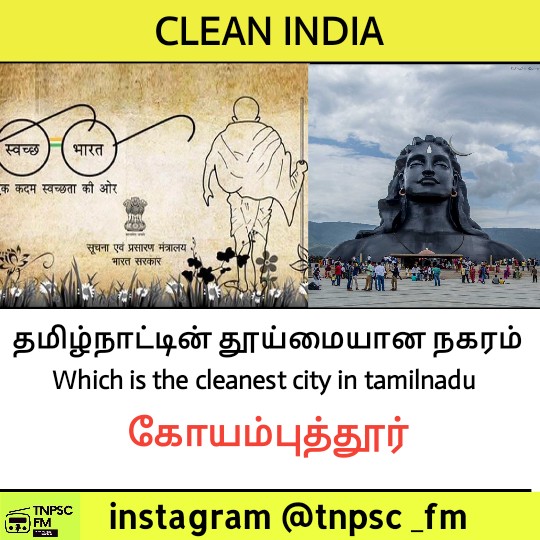 CLEAN INDIA
स्वच्छ भारत
एक कदम स्वच्छता की ओर
सूचना एवं प्रसारण मंत्रालय
भारत सरकार
தமிழ்நாட்டின் தூய்மையான நகரம்
Which is the cleanest city in tamilnadu
கோயம்புத்தூர்
TNPSC
FM
instagram @tnpsc _fm